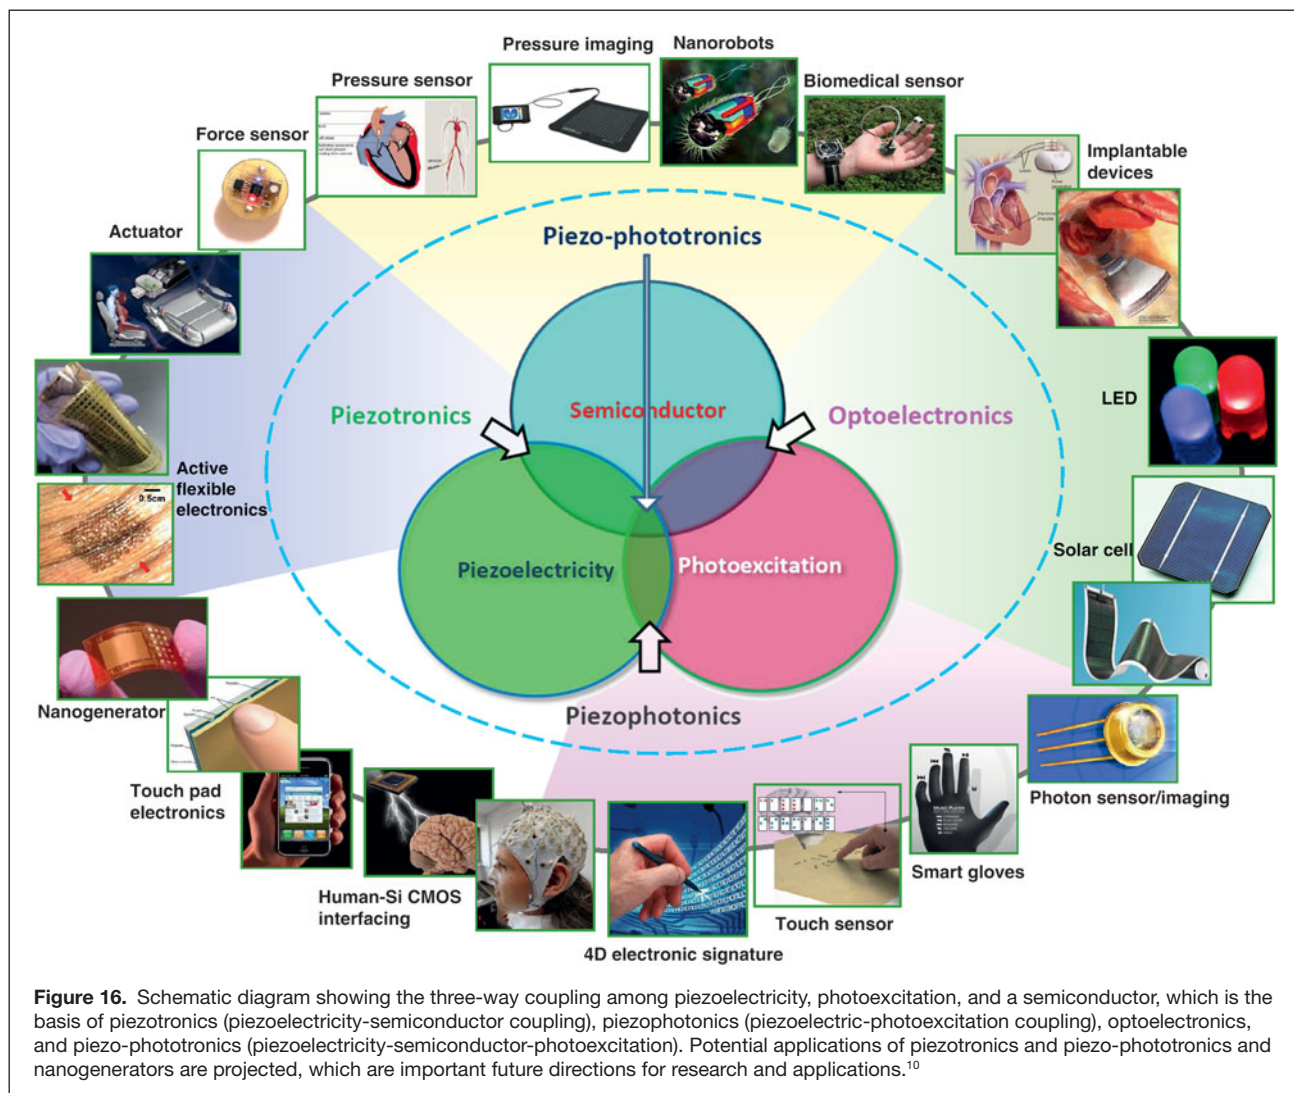 Pressure imaging
Nanorobots
Pressure sensor
Biomedical sensor
Force sensor
Implantable
devices
Actuator
Piezo-phototronics
LED
Piezotronics
Semiconductor
Optoelectronics
Active
flexible
electronics
0.5cm
Solar cell
Piezoelectricity
Photoexcitation
Nanogenerator
Piezophotonics
Touch pad
electronics
Photon sensor/imaging
Smart gloves
Human-Si CMOS
interfacing
Touch sensor
4D electronic signature
Figure 16. Schematic diagram showing the three-way coupling among piezoelectricity, photoexcitation, and a semiconductor, which is the
basis of piezotronics (piezoelectricity-semiconductor coupling), piezophotonics (piezoelectric-photoexcitation coupling), optoelectronics,
and piezo-phototronics (piezoelectricity-semiconductor-photoexcitation). Potential applications of piezotronics and piezo-phototronics and
nanogenerators are projected, which are important future directions for research and applications.10